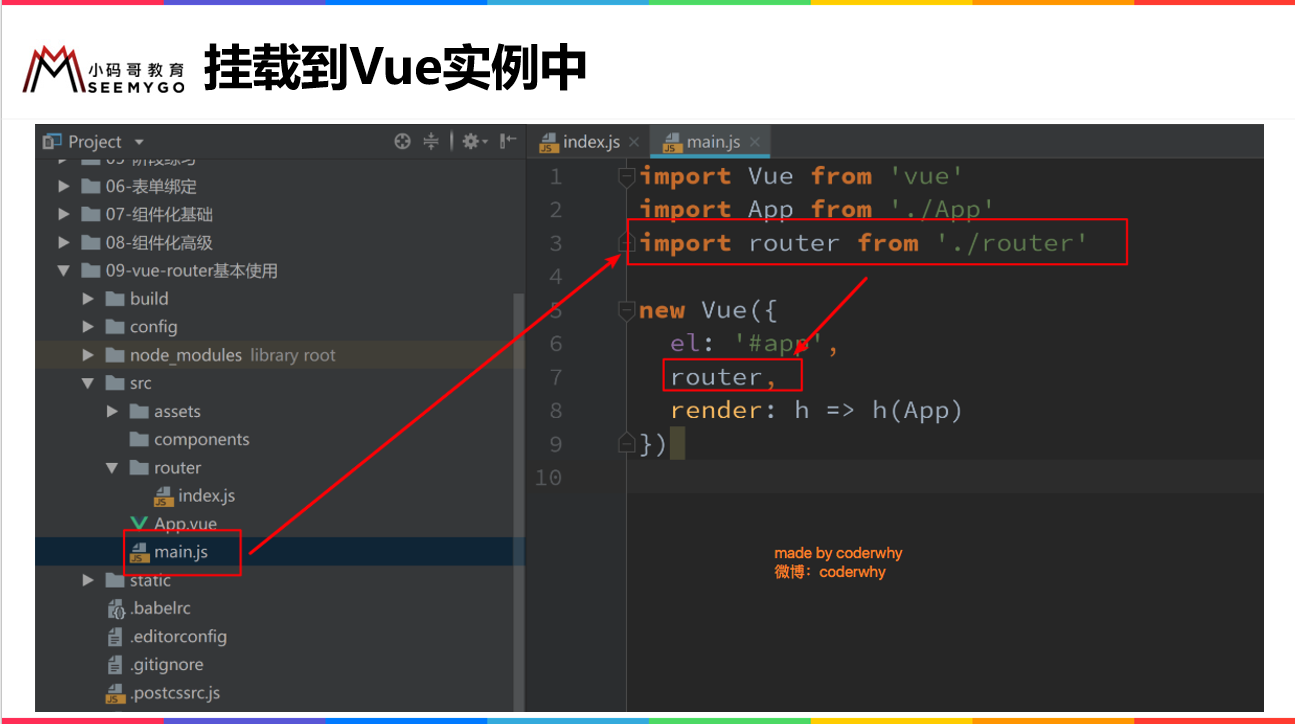 小码哥教育
SEEMYGO
挂载到Vue实例中
Project
index.js
main.js
05-阶段练习
06-表单绑定
07-组件化基础
08-组件化高级
09-vue-router基本使用
build
config
node_modules library root
src
assets
components
router
index.js
App.vue
main.js
static
.babelrc
.editorconfig
.gitignore
.postcssrc.js
1 import Vue from 'vue'
2 import App from './App'
3 import router from './router'
4
5 new Vue({
6 el: '#app',
7 router,
8 render: h => h(App)
9 })
10
made by coderwhy
微博：coderwhy